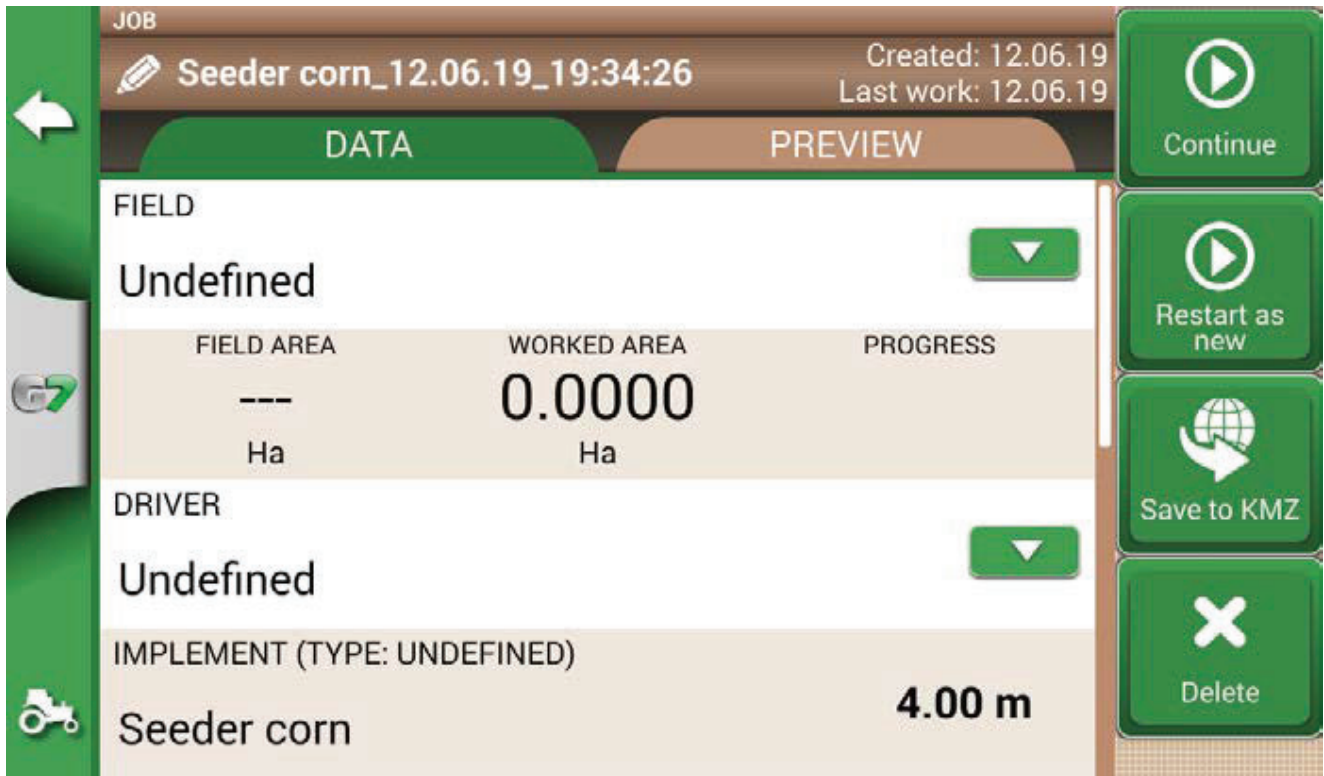 JOB
Seeder corn_12.06.19_19:34:26
Created: 12.06.19
Last work: 12.06.19
DATA
PREVIEW
FIELD
Undefined
FIELD AREA
WORKED AREA
PROGRESS
---
0.0000
Ha
Ha
DRIVER
Undefined
IMPLEMENT (TYPE: UNDEFINED)
Seeder corn
4.00 m
Continue
Restart as
new
Save to KMZ
Delete
G7